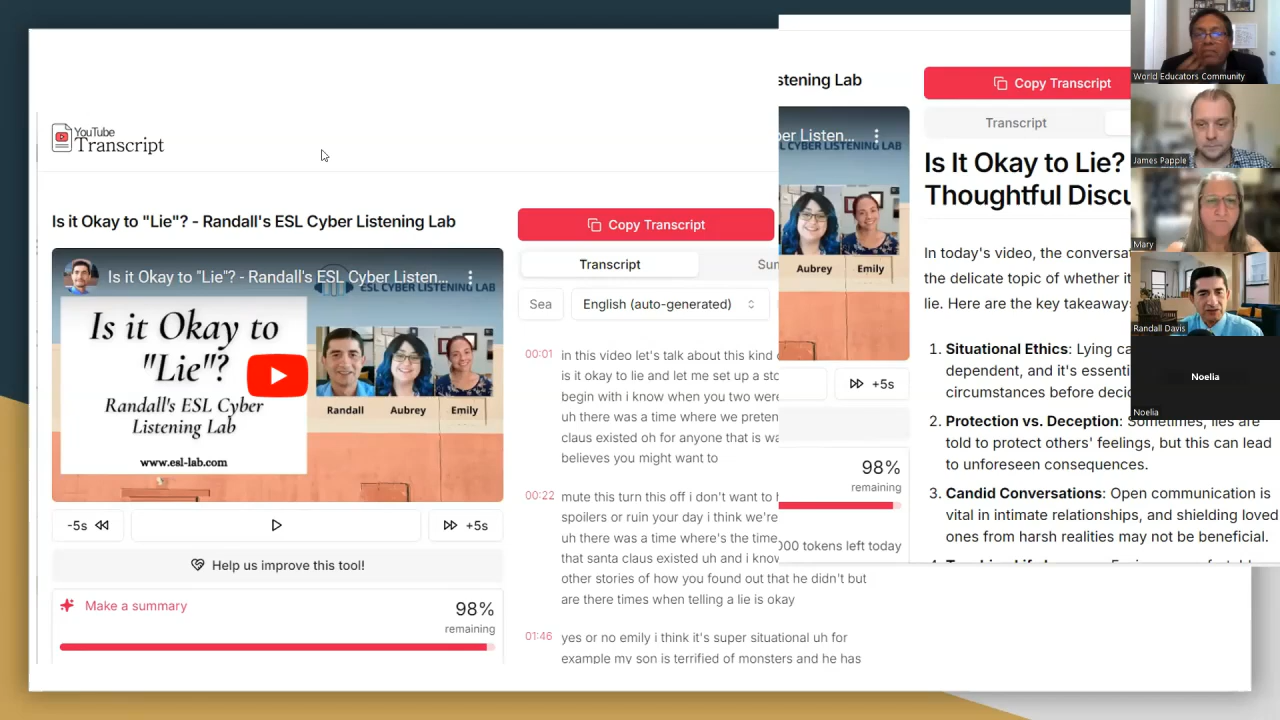 YouTube
Transcript
Is it Okay to "Lie"? - Randall's ESL Cyber Listening Lab
Is it Okay to "Lie"? - Randall's ESL Cyber Listen...
ESL CYBER LISTENING LAB
Is it Okay to
"Lie"?
Randall's ESL Cyber
Listening Lab
www.esl-lab.com
Randall
Aubrey
Emily
-5s
+5s
Help us improve this tool!
Make a summary
98%
remaining
Copy Transcript
Transcript
Sum
Sea
English (auto-generated)
00:01
in this video let's talk about this kind
is it okay to lie and let me set up a sto
begin with i know when you two were
uh there was a time where we preten
claus existed oh for anyone that is wa
believes you might want to
00:22
mute this turn this off i don't want to
spoilers or ruin your day i think we're
uh there was a time where's the time
that santa claus existed uh and i know
other stories of how you found out that he didn't but
are there times when telling a lie is okay
01:46
yes or no emily i think it's super situational uh for
example my son is terrified of monsters and he has
stening Lab
er Listen...
CYBER LISTENING LAB
Aubrey
Emily
+5s
98%
remaining
000 tokens left today
Copy Transcript
Transcript
Is It Okay to Lie?
Thoughtful Discu
In today's video, the conversat
the delicate topic of whether it
lie. Here are the key takeaways
1. Situational Ethics: Lying ca
dependent, and it's essenti
circumstances before decid
2. Protection vs. Deception: Sometimes, lies are
told to protect others' feelings, but this can lead
to unforeseen consequences.
3. Candid Conversations: Open communication is
vital in intimate relationships, and shielding loved
ones from harsh realities may not be beneficial.
World Educators Community
James Papple
Mary
Randall Davis
Noelia
Noelia